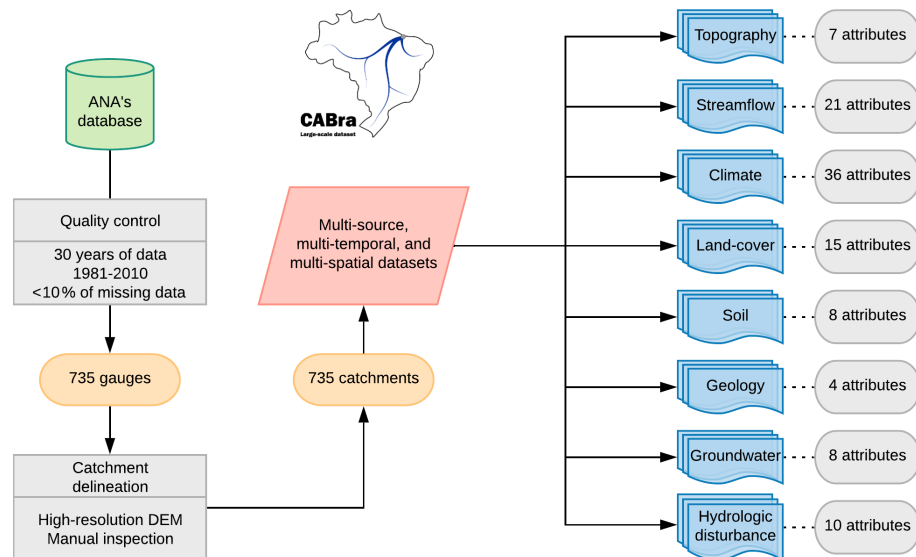 ANA's
database
Quality control
30 years of data
1981-2010
<10% of missing data
735 gauges
Catchment
delineation
High-resolution DEM
Manual inspection
CABra
Large-scale dataset
Multi-source,
multi-temporal, and
multi-spatial datasets
735 catchments
Topography
7 attributes
Streamflow
21 attributes
Climate
36 attributes
Land-cover
15 attributes
Soil
8 attributes
Geology
4 attributes
Groundwater
8 attributes
Hydrologic
disturbance
10 attributes